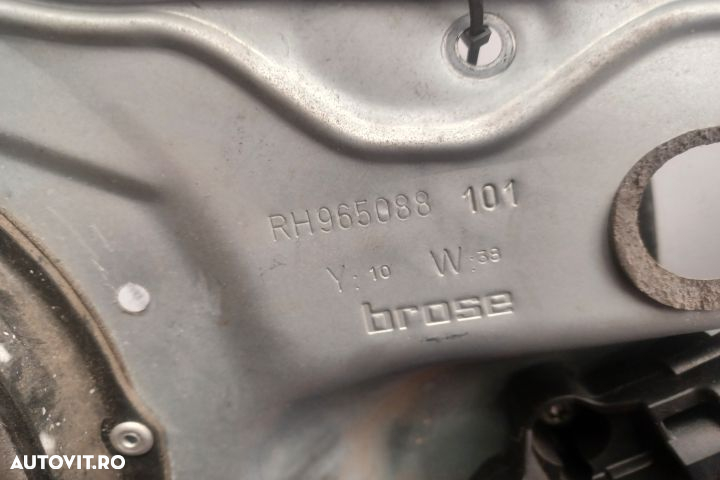 RH965088 101
Y: 10 W: 38
brose
AUTOVIT.RO